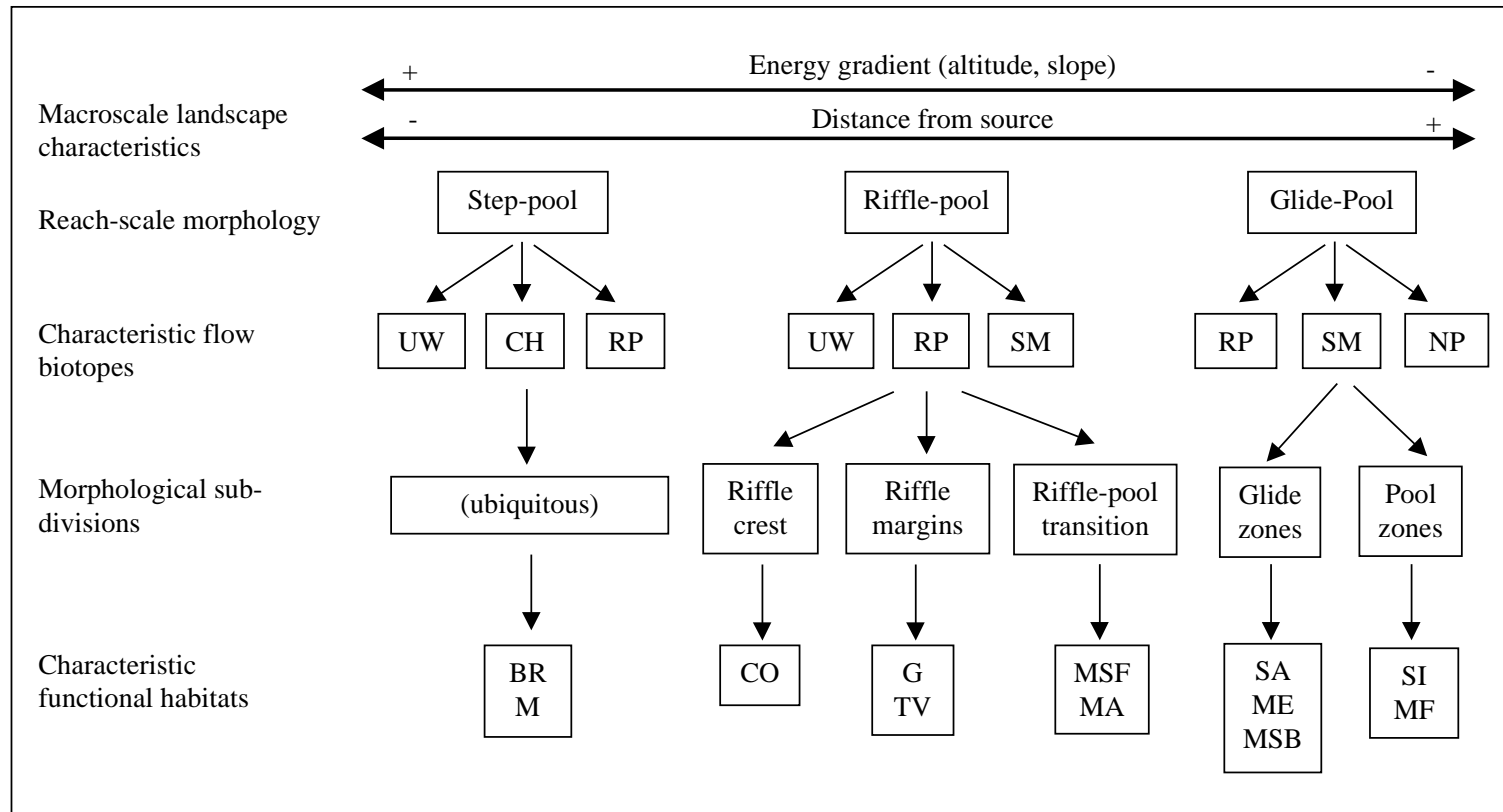 + Energy gradient (altitude, slope) -
Macroscale landscape
characteristics
- Distance from source +
Reach-scale morphology
Step-pool
Riffle-pool
Glide-Pool
Characteristic flow
biotopes
UW CH RP
UW RP SM
RP SM NP
Morphological sub-
divisions
(ubiquitous)
Riffle
crest
Riffle
margins
Riffle-pool
transition
Glide
zones
Pool
zones
Characteristic
functional habitats
BR
M
CO
G
TV
MSF
MA
SA
ME
MSB
SI
MF